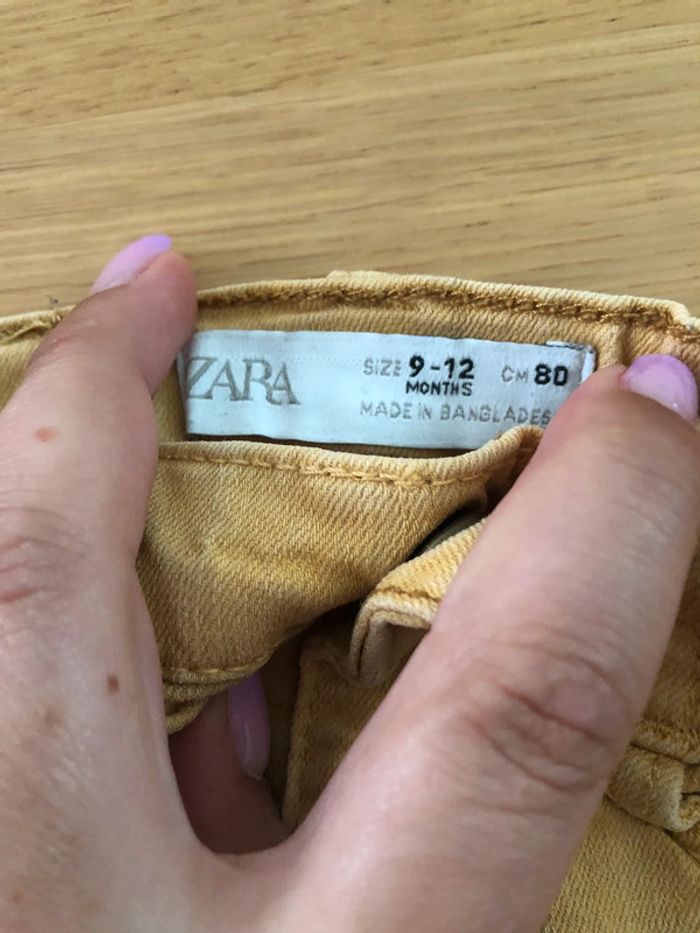 ZARA
SIZE 9-12 CM 80
MONTHS
MADE IN BANGLADES